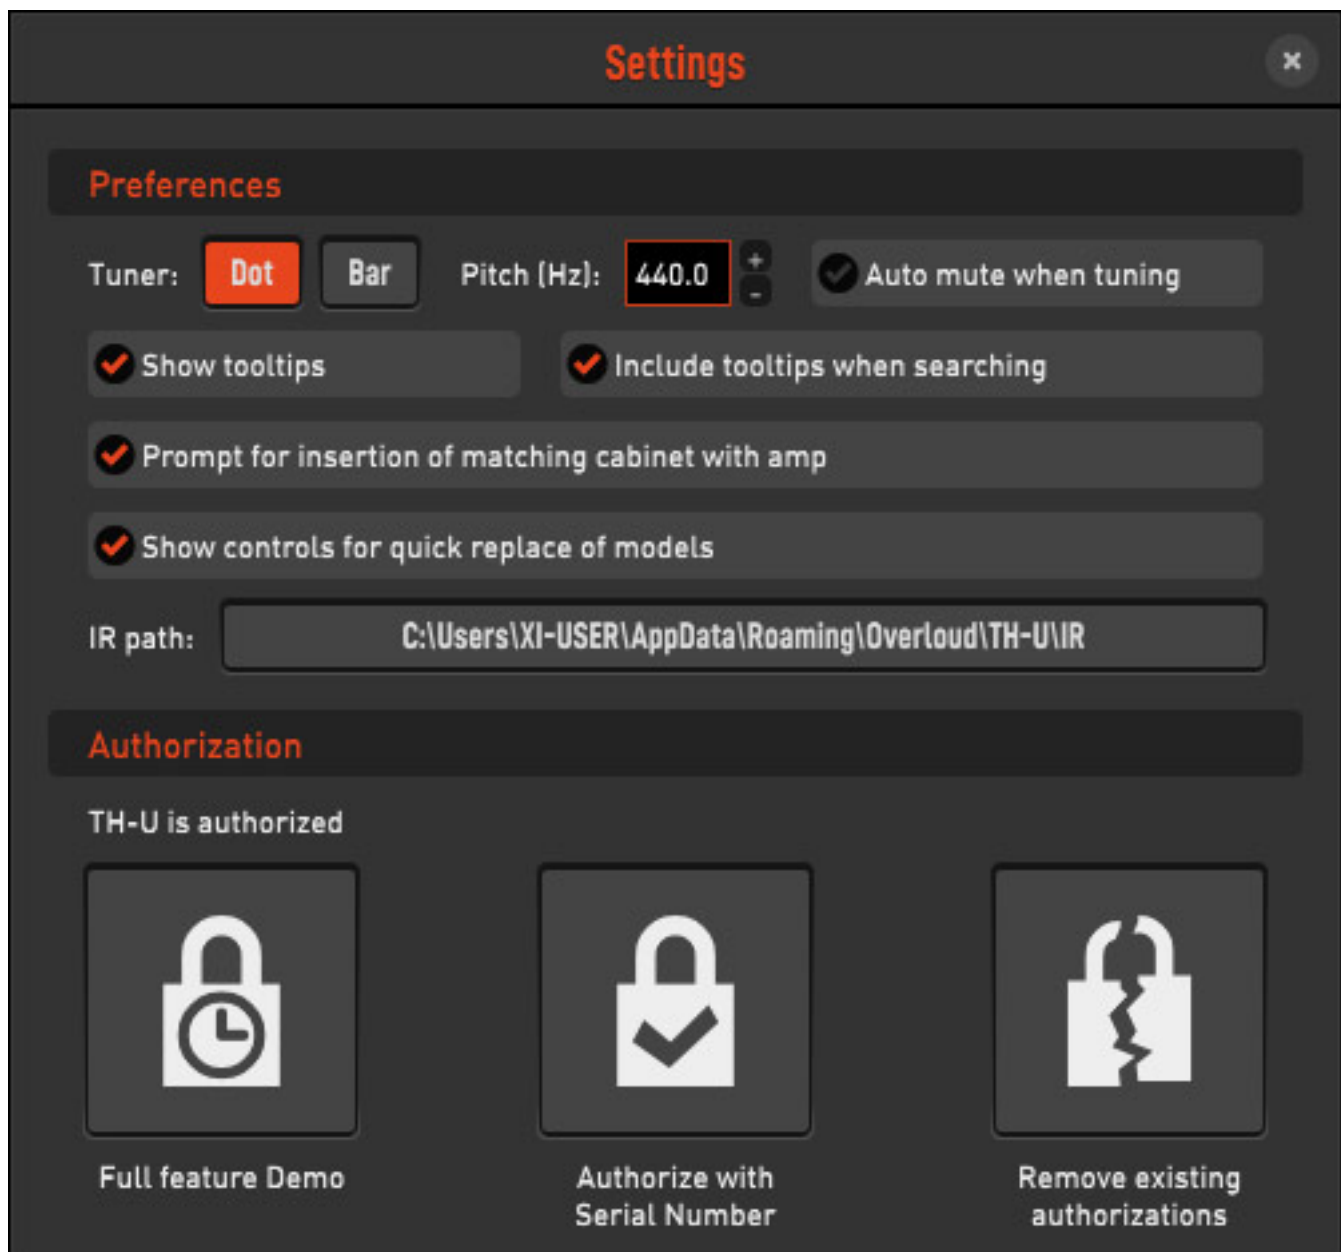 Settings
Preferences
Tuner: Dot Bar Pitch (Hz): 440.0 + - Auto mute when tuning
Show tooltips Include tooltips when searching
Prompt for insertion of matching cabinet with amp
Show controls for quick replace of models
IR path: C:\Users\XI-USER\AppData\Roaming\Overloud\TH-U\IR
Authorization
TH-U is authorized
Full feature Demo
Authorize with
Serial Number
Remove existing
authorizations